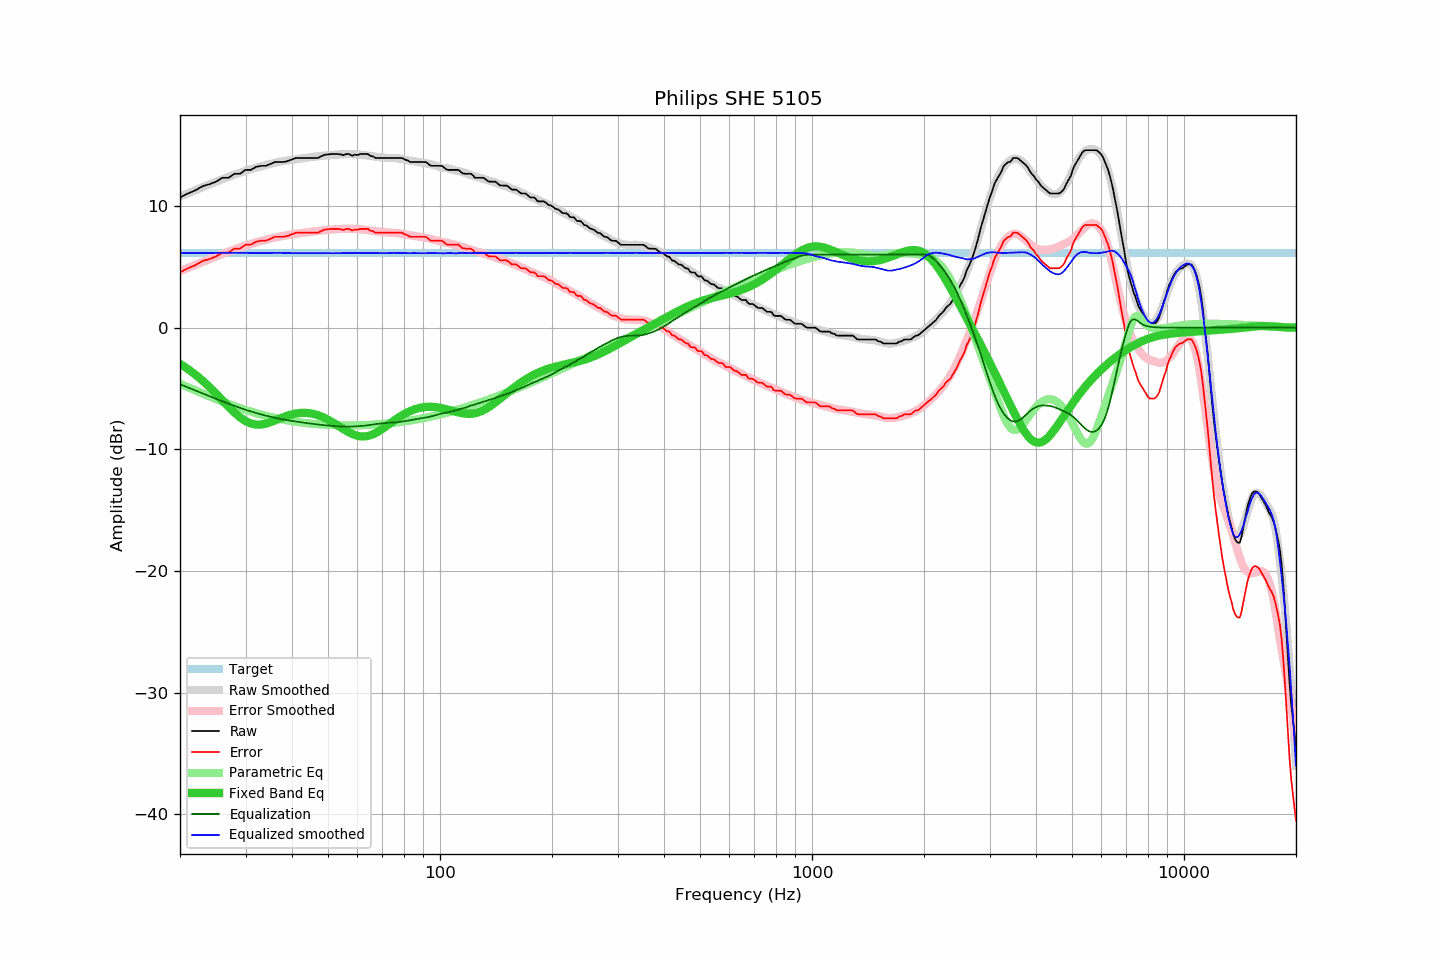 Philips SHE 5105
Amplitude (dBr)
10
0
−10
−20
−30
−40
Target
Raw Smoothed
Error Smoothed
Raw
Error
Parametric Eq
Fixed Band Eq
Equalization
Equalized smoothed
100
1000
10000
Frequency (Hz)